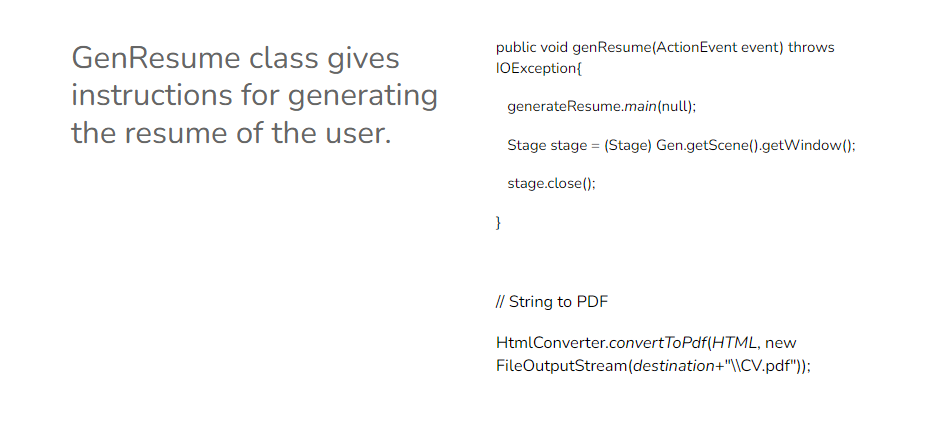 GenResume class gives
instructions for generating
the resume of the user.
public void genResume(ActionEvent event) throws
IOException{
generateResume.main(null);
Stage stage = (Stage) Gen.getScene().getWindow();
stage.close();
}
// String to PDF
HtmlConverter.convertToPdf(HTML, new
FileOutputStream(destination+"\\CV.pdf"));